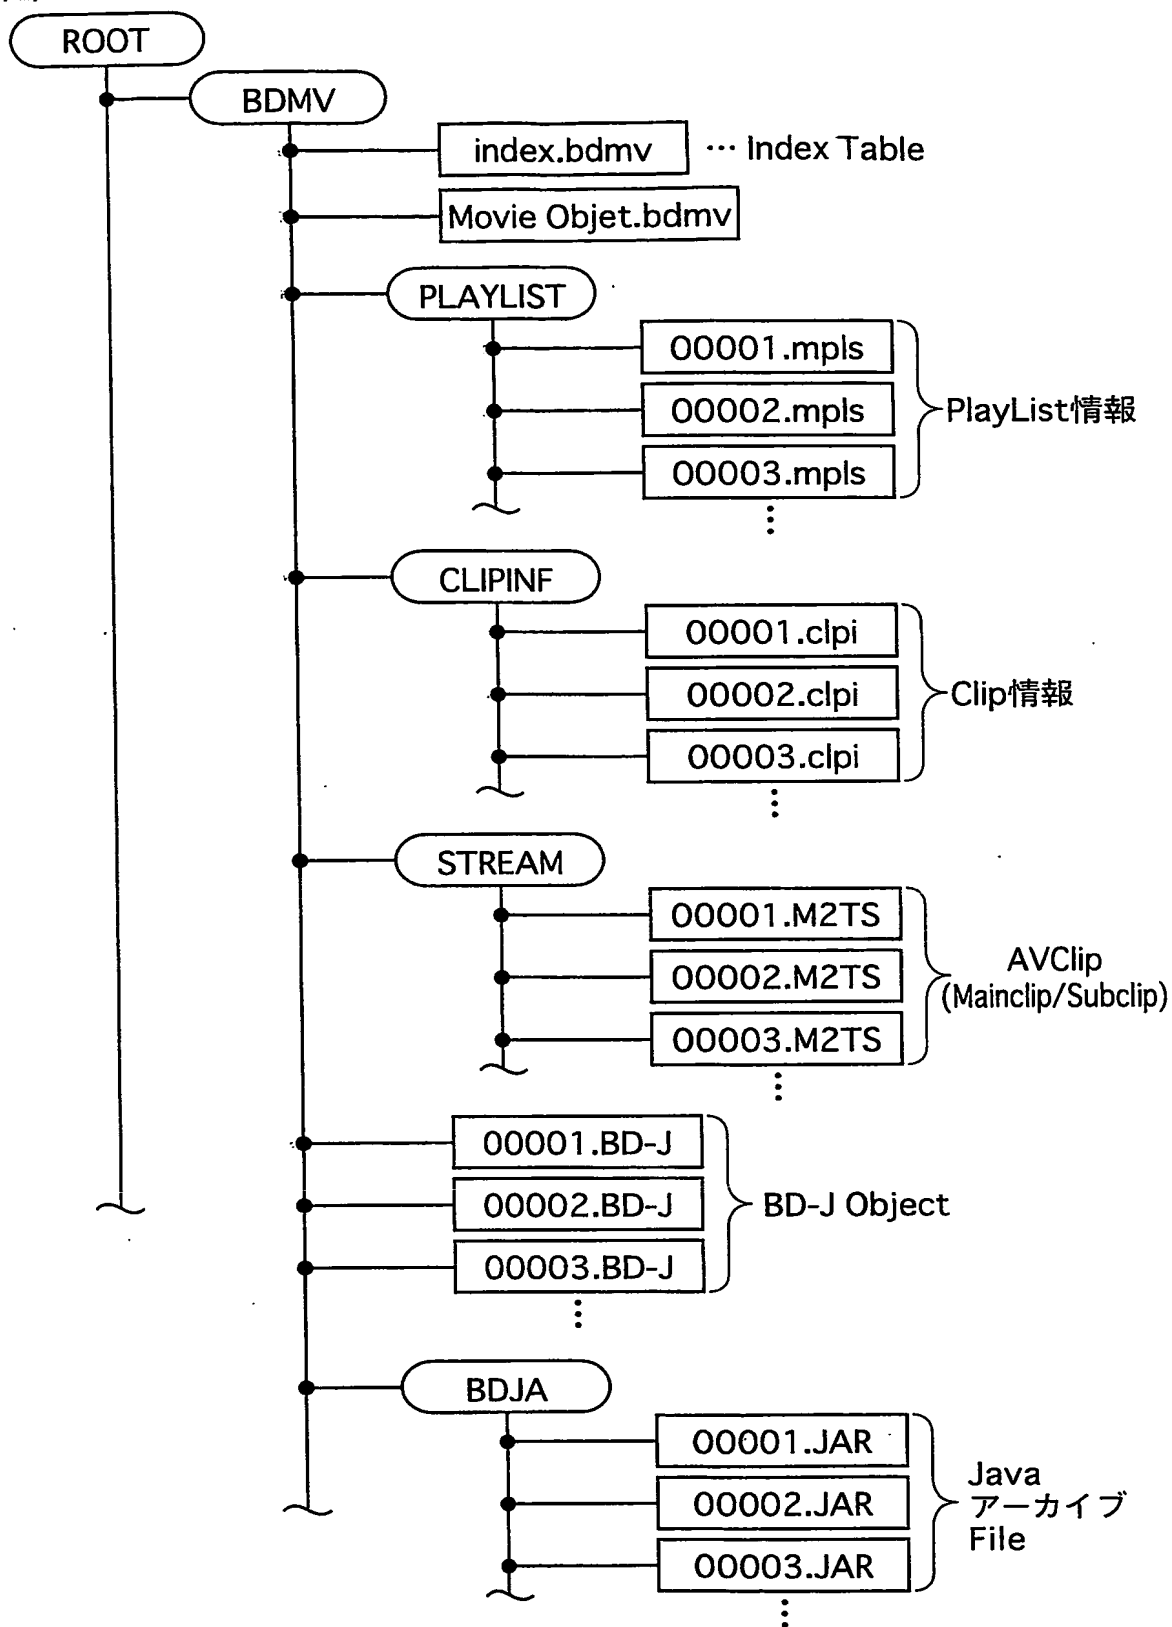 ROOT
BDMV
index.bdmv … Index Table
Movie Objet.bdmv
PLAYLIST
00001.mpls
00002.mpls
PlayList情報
00003.mpls
CLIPINF
00001.clpi
00002.clpi
Clip情報
00003.clpi
STREAM
00001.M2TS
00002.M2TS
AVClip
(Mainclip/Subclip)
00003.M2TS
00001.BD-J
00002.BD-J
BD-J Object
00003.BD-J
BDJA
00001.JAR
00002.JAR
Java
アーカイブ
File
00003.JAR